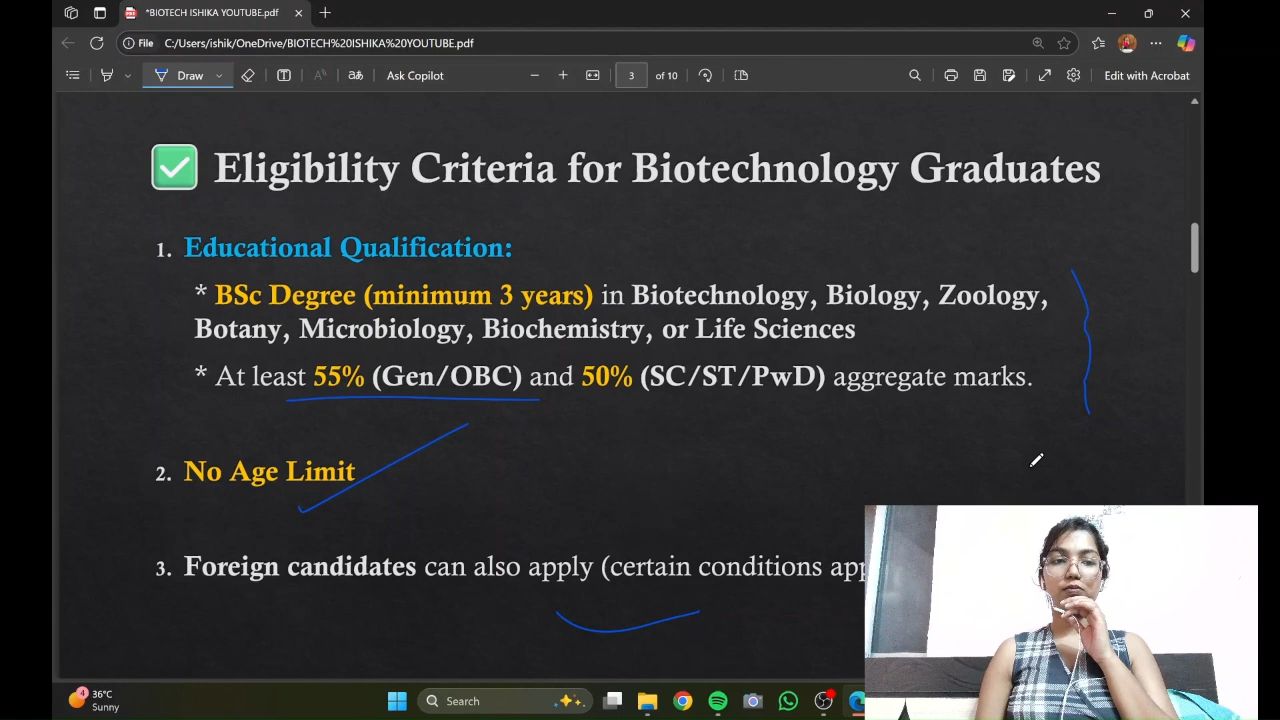 *BIOTECH ISHIKA YOUTUBE.pdf
File C:/Users/ishik/OneDrive/BIOTECH%20ISHIKA%20YOUTUBE.pdf
Draw Ask Copilot 3 of 10 Edit with Acrobat
Eligibility Criteria for Biotechnology Graduates
1. Educational Qualification:
* BSc Degree (minimum 3 years) in Biotechnology, Biology, Zoology,
Botany, Microbiology, Biochemistry, or Life Sciences
* At least 55% (Gen/OBC) and 50% (SC/ST/PwD) aggregate marks.
2. No Age Limit
3. Foreign candidates can also apply (certain conditions app
4 36°C
Sunny
Search